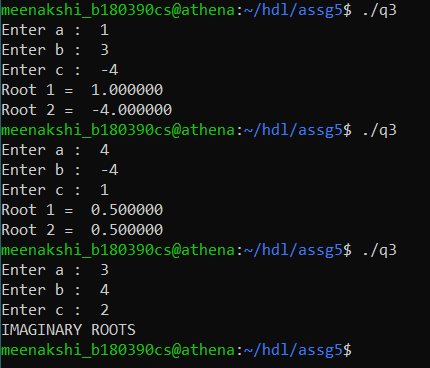 meenakshi_b180390cs@athena:~/hdl/assg5$ ./q3
Enter a :  1
Enter b :  3
Enter c :  -4
Root 1 =  1.000000
Root 2 =  -4.000000
meenakshi_b180390cs@athena:~/hdl/assg5$ ./q3
Enter a :  4
Enter b :  -4
Enter c :  1
Root 1 =  0.500000
Root 2 =  0.500000
meenakshi_b180390cs@athena:~/hdl/assg5$ ./q3
Enter a :  3
Enter b :  4
Enter c :  2
IMAGINARY ROOTS
meenakshi_b180390cs@athena:~/hdl/assg5$